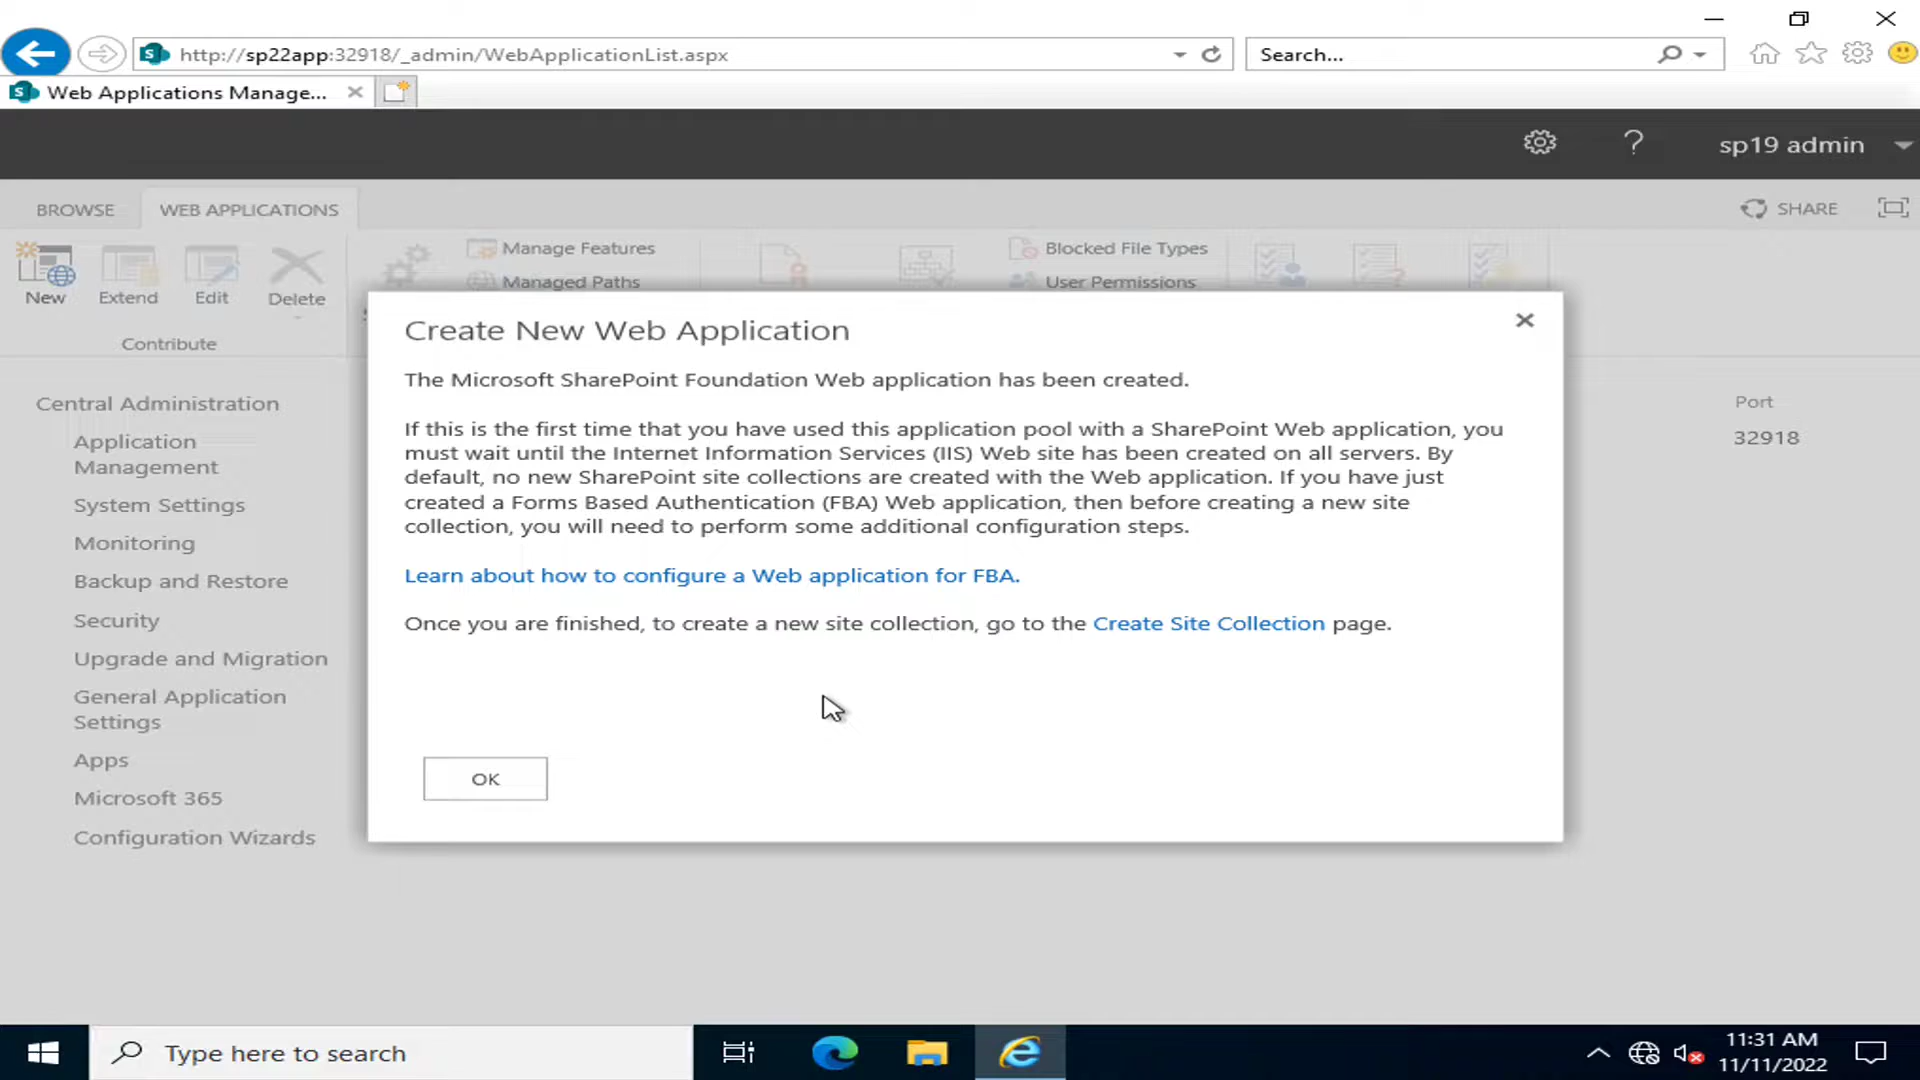 http://sp22app:32918/_admin/WebApplicationList.aspx
Search...
Web Applications Manage...
sp19 admin
BROWSE
WEB APPLICATIONS
SHARE
New
Extend
Edit
Delete
Manage Features
Managed Paths
Blocked File Types
User Permissions
Contribute
Create New Web Application
The Microsoft SharePoint Foundation Web application has been created.
If this is the first time that you have used this application pool with a SharePoint Web application, you
must wait until the Internet Information Services (IIS) Web site has been created on all servers. By
default, no new SharePoint site collections are created with the Web application. If you have just
created a Forms Based Authentication (FBA) Web application, then before creating a new site
collection, you will need to perform some additional configuration steps.
Learn about how to configure a Web application for FBA.
Once you are finished, to create a new site collection, go to the Create Site Collection page.
OK
Central Administration
Application
Management
System Settings
Monitoring
Backup and Restore
Security
Upgrade and Migration
General Application
Settings
Apps
Microsoft 365
Configuration Wizards
Port
32918
Type here to search
11:31 AM
11/11/2022